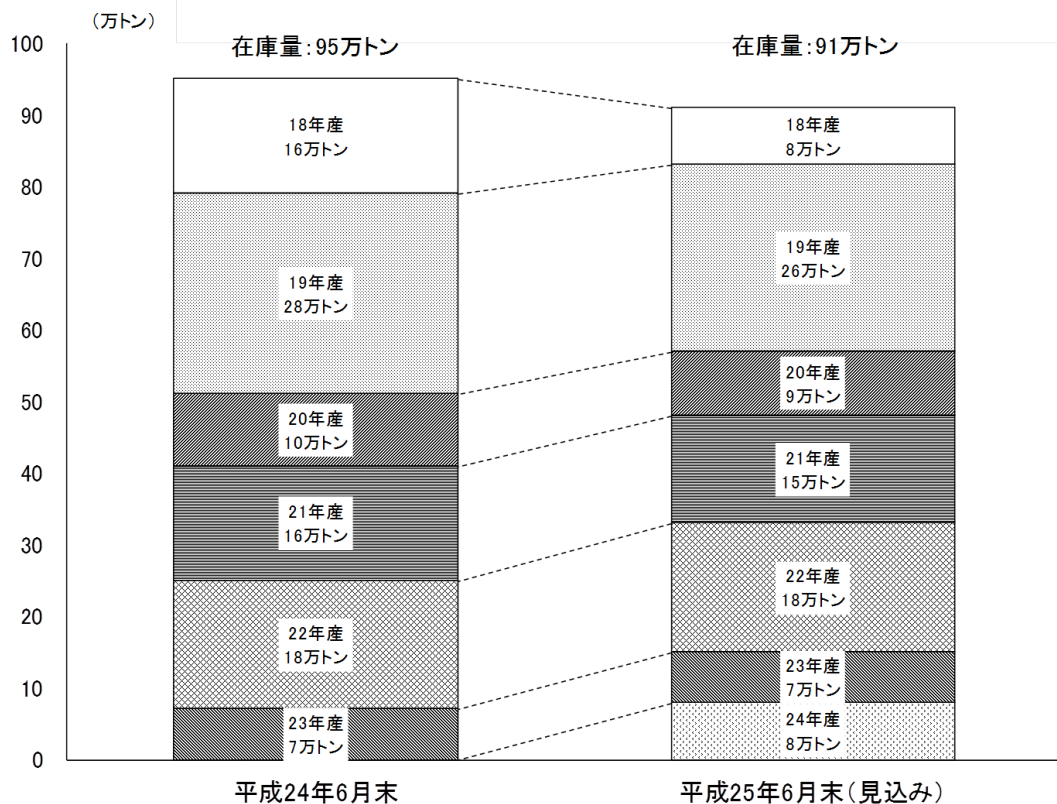 （万トン）
100
90
80
70
60
50
40
30
20
10
0
在庫量：95万トン
18年産
16万トン
19年産
28万トン
20年産
10万トン
21年産
16万トン
22年産
18万トン
23年産
7万トン
平成24年6月末
在庫量：91万トン
18年産
8万トン
19年産
26万トン
20年産
9万トン
21年産
15万トン
22年産
18万トン
23年産
7万トン
24年産
8万トン
平成25年6月末（見込み）